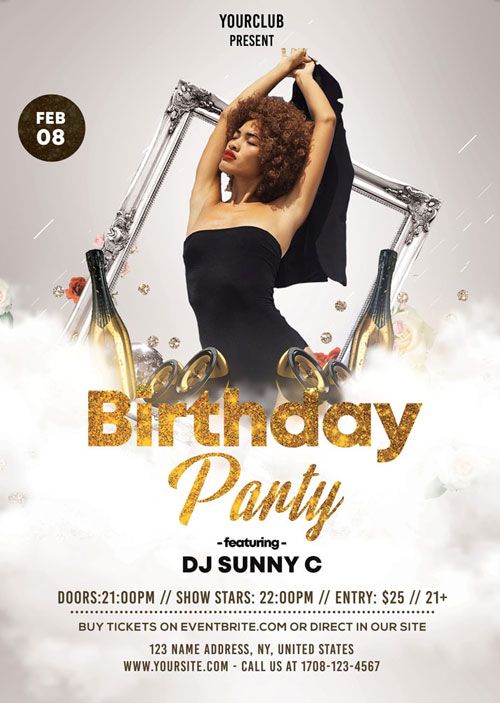 YOURCLUB
PRESENT
FEB
08
Birthday
Party
- featuring -
DJ SUNNY C
DOORS:21:00PM // SHOW STARS: 22:00PM // ENTRY: $25 // 21+
BUY TICKETS ON EVENTBRITE.COM OR DIRECT IN OUR SITE
123 NAME ADDRESS, NY, UNITED STATES
WWW.YOURSITE.COM - CALL US AT 1708-123-4567